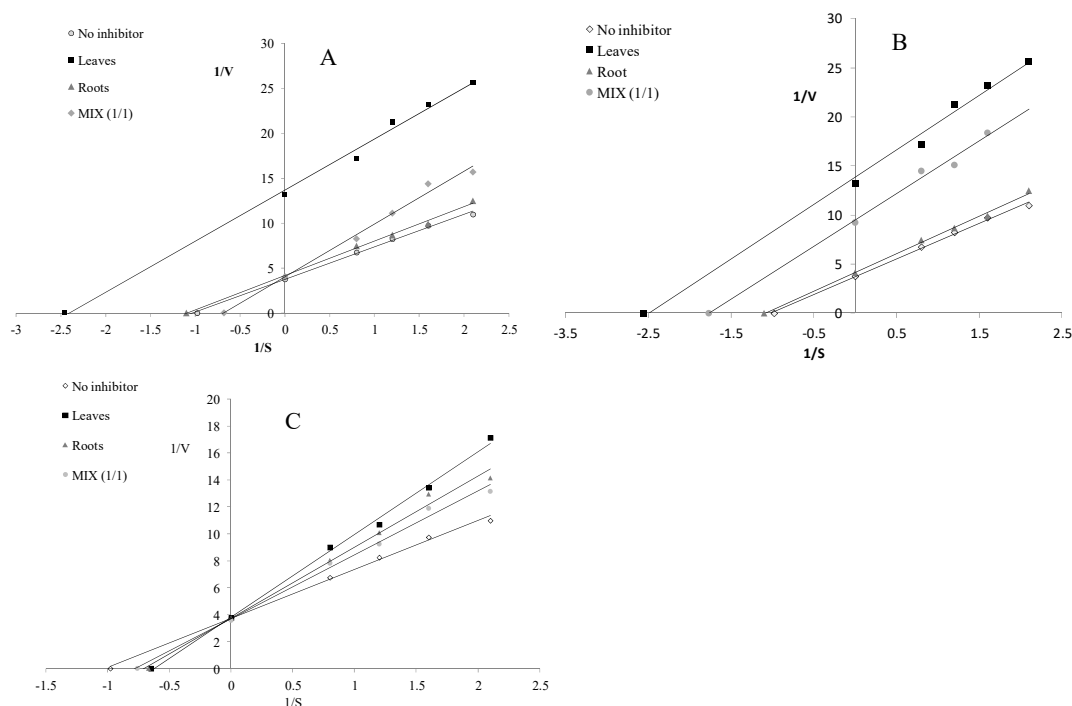 No inhibitor
Leaves
Roots
MIX (1/1)
A
1/V
30
25
20
15
10
5
0
-3 -2.5 -2 -1.5 -1 -0.5 0 0.5 1 1.5 2 2.5
1/S
No inhibitor
Leaves
Root
MIX (1/1)
B
1/V
30
25
20
15
10
5
0
-3.5 -2.5 -1.5 -0.5 0.5 1.5 2.5
1/S
No inhibitor
Leaves
Roots
MIX (1/1)
C
1/V
20
18
16
14
12
10
8
6
4
2
0
-1.5 -1 -0.5 0 0.5 1 1.5 2 2.5
1/S